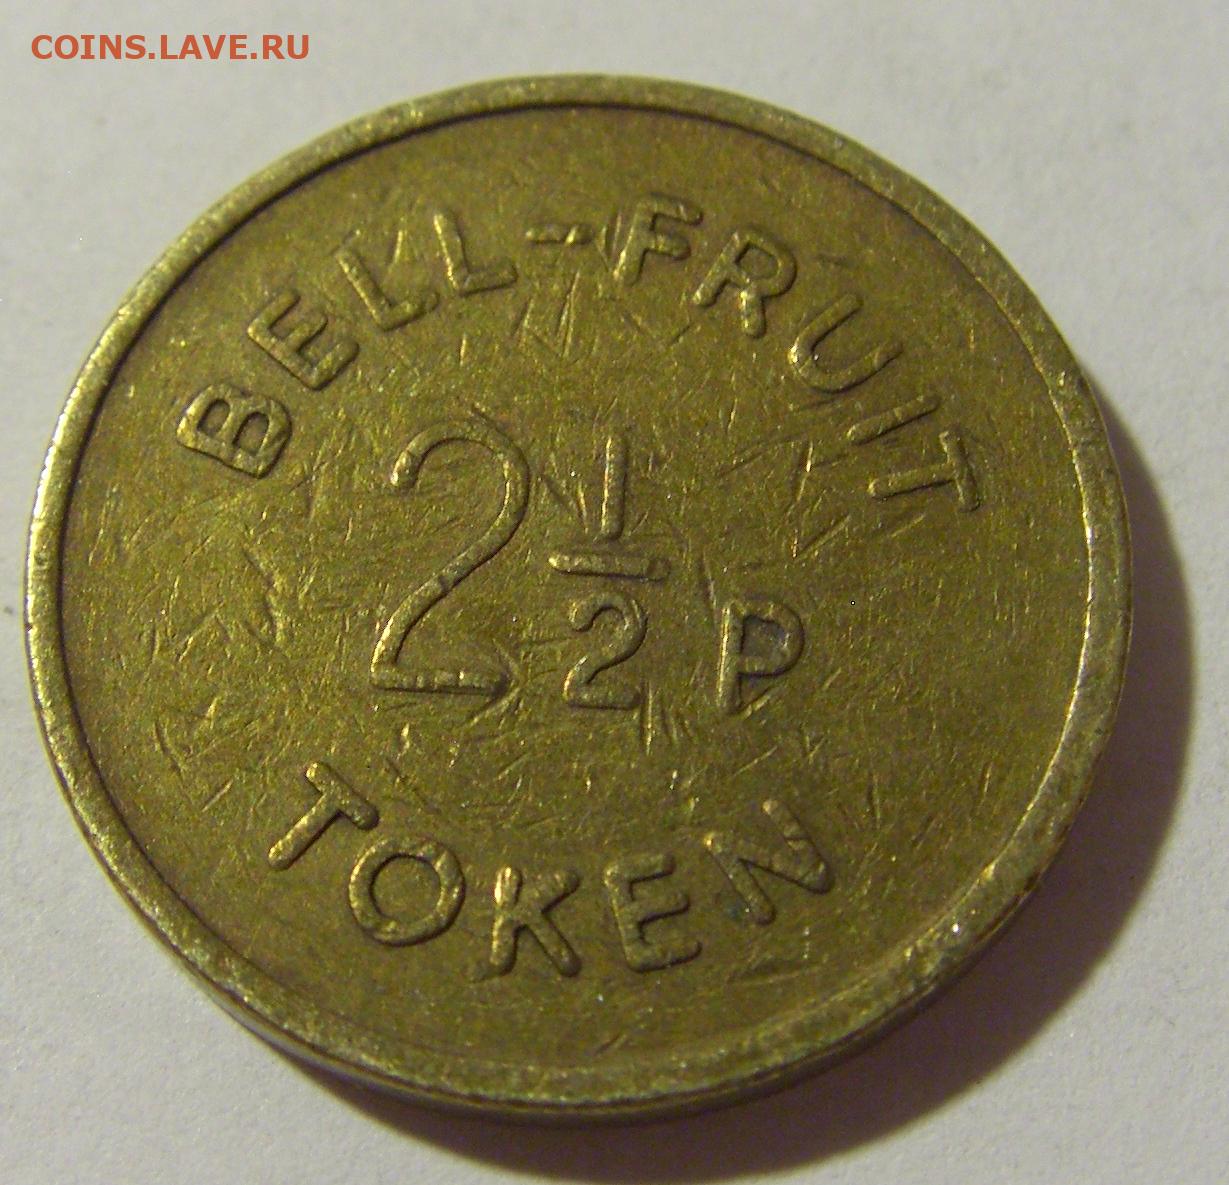 COINS.LAVE.RU
BELL-FRUIT
2 1/2 P
TOKEN